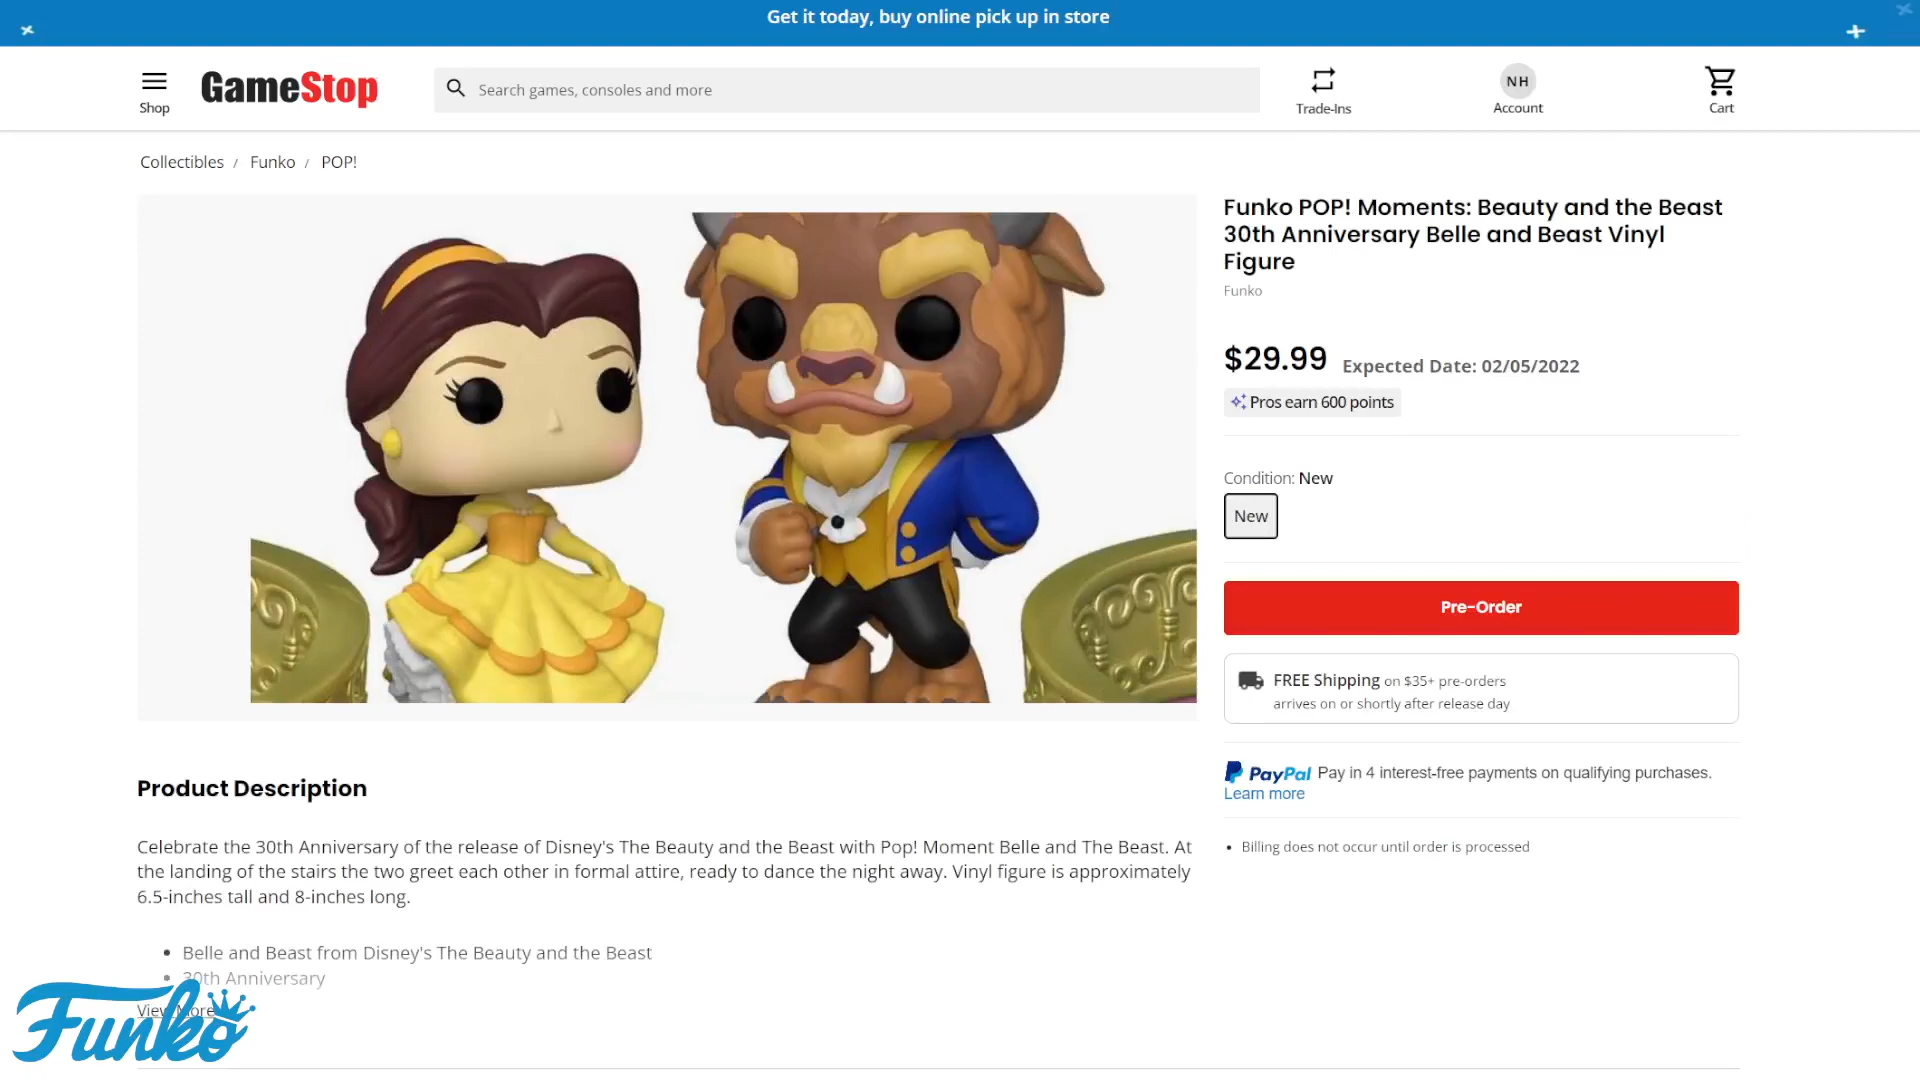 Get it today, buy online pick up in store
Shop
GameStop
Search games, consoles and more
Trade-Ins
NH
Account
Cart
Collectibles / Funko / POP!
Funko POP! Moments: Beauty and the Beast
30th Anniversary Belle and Beast Vinyl
Figure
Funko
$29.99 Expected Date: 02/05/2022
Pros earn 600 points
Condition: New
New
Pre-Order
FREE Shipping on $35+ pre-orders
arrives on or shortly after release day
PayPal Pay in 4 interest-free payments on qualifying purchases.
Learn more
• Billing does not occur until order is processed
Product Description
Celebrate the 30th Anniversary of the release of Disney's The Beauty and the Beast with Pop! Moment Belle and The Beast. At
the landing of the stairs the two greet each other in formal attire, ready to dance the night away. Vinyl figure is approximately
6.5-inches tall and 8-inches long.
• Belle and Beast from Disney's The Beauty and the Beast
• 30th Anniversary
View More
Funko